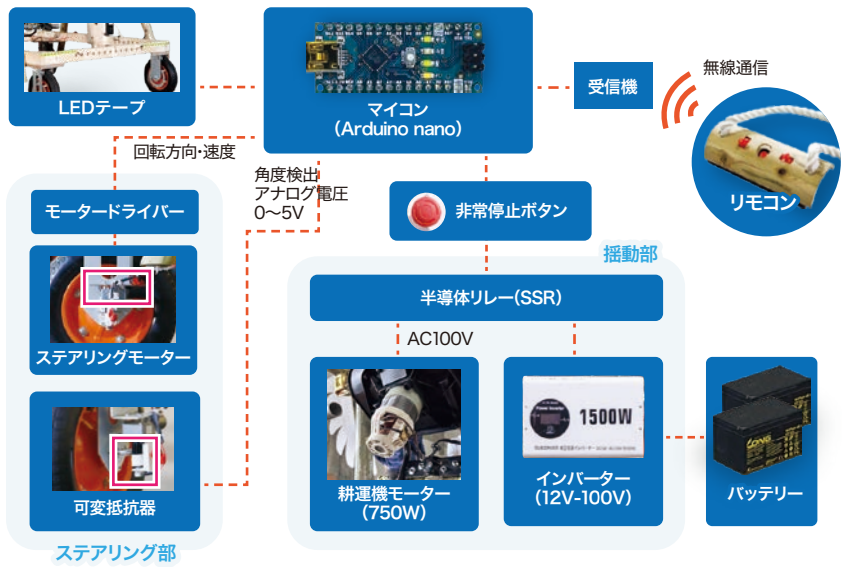 LEDテープ
マイコン
（Arduino nano）
受信機
無線通信
リモコン
回転方向・速度
角度検出
アナログ電圧
0〜5V
モータードライバー
非常停止ボタン
揺動部
半導体リレー（SSR）
ステアリングモーター
AC100V
1500W
LONG
可変抵抗器
耕運機モーター
（750W）
インバーター
（12V-100V）
バッテリー
ステアリング部